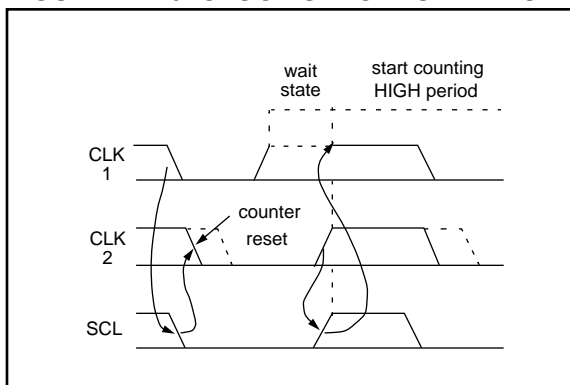 wait
state
start counting
HIGH period
CLK
1
counter
reset
CLK
2
SCL